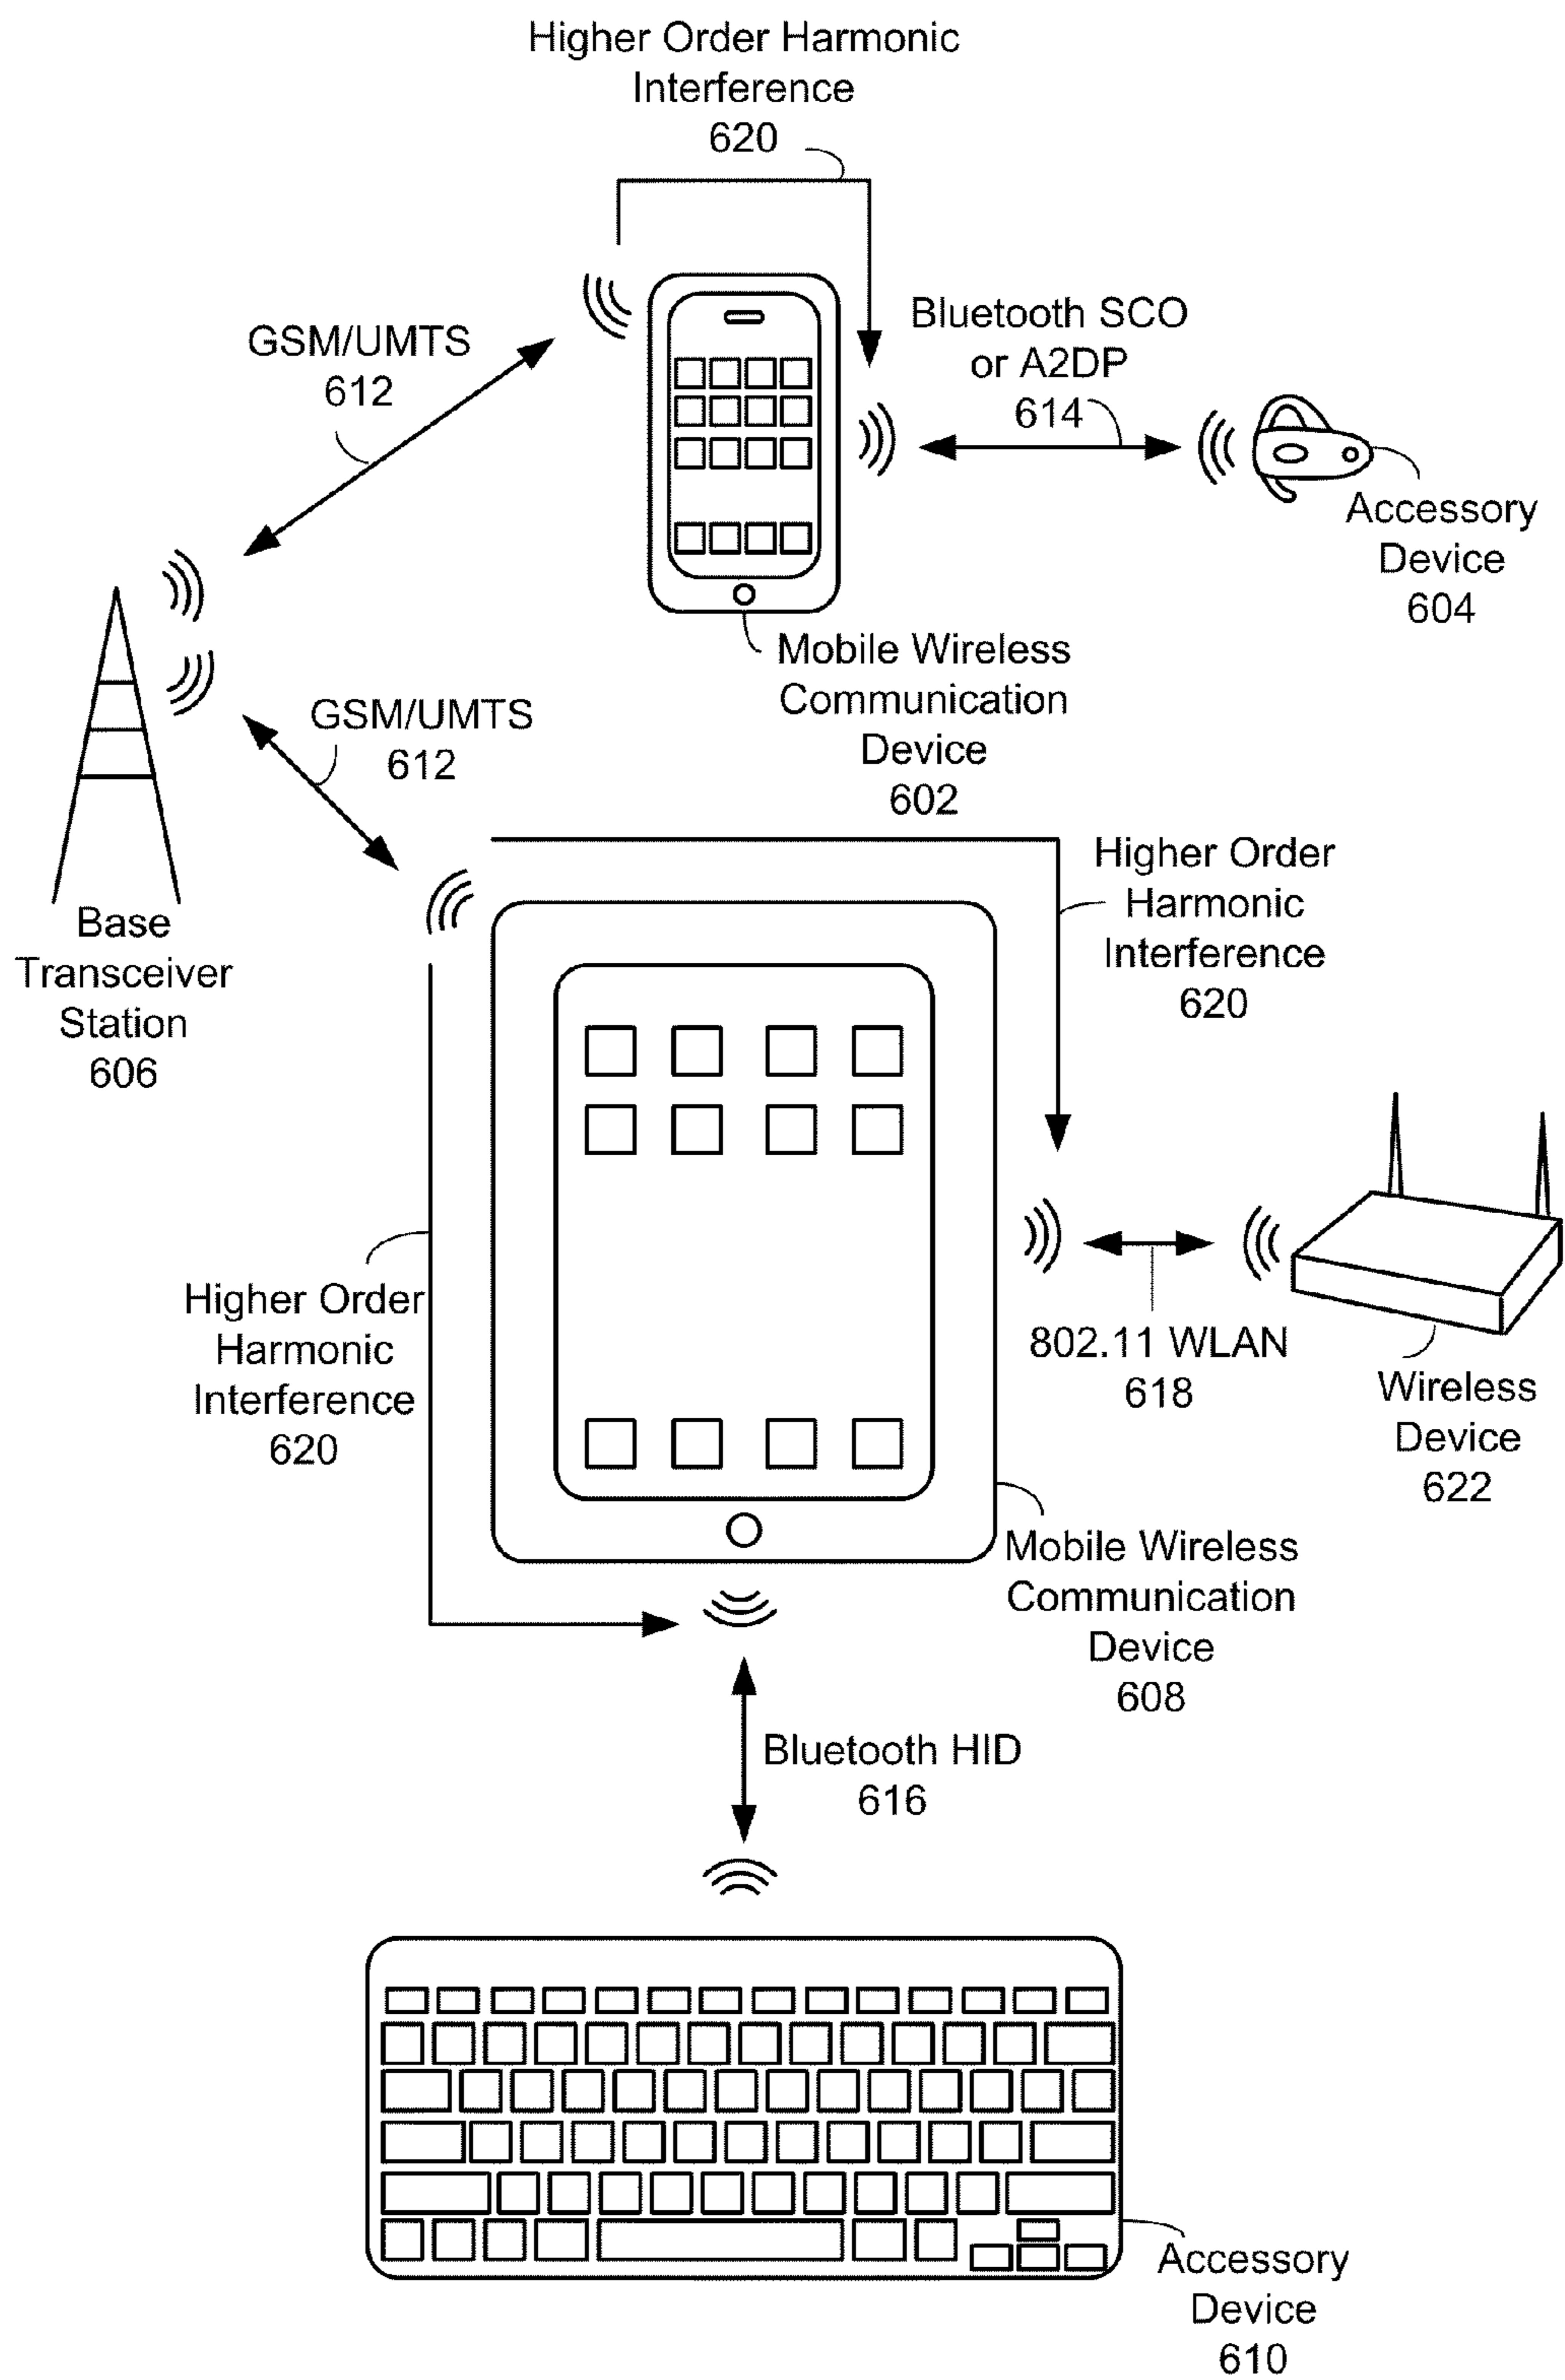 Higher Order Harmonic
Interference
620
GSM/UMTS
612
Bluetooth SCO
or A2DP
614
Accessory
Device
604
Mobile Wireless
Communication
Device
602
GSM/UMTS
612
Higher Order
Harmonic
Interference
620
Base
Transceiver
Station
606
Higher Order
Harmonic
Interference
620
802.11 WLAN
618
Wireless
Device
622
Mobile Wireless
Communication
Device
608
Bluetooth HID
616
Accessory
Device
610